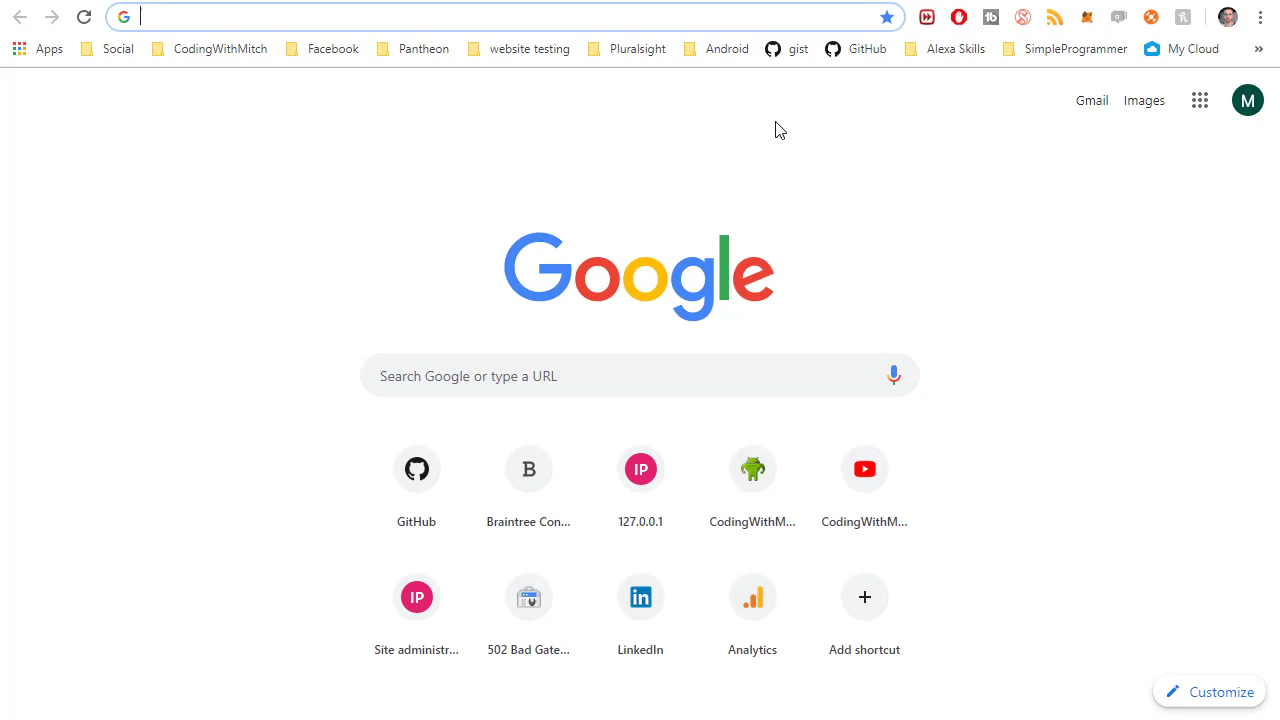 Apps Social CodingWithMitch Facebook Pantheon website testing Pluralsight Android gist GitHub Alexa Skills SimpleProgrammer My Cloud »
Gmail Images M
Google
Search Google or type a URL
B IP
GitHub Braintree Con... 127.0.0.1 CodingWithM... CodingWithM...
IP in
Site administr... 502 Bad Gate... LinkedIn Analytics Add shortcut
Customize